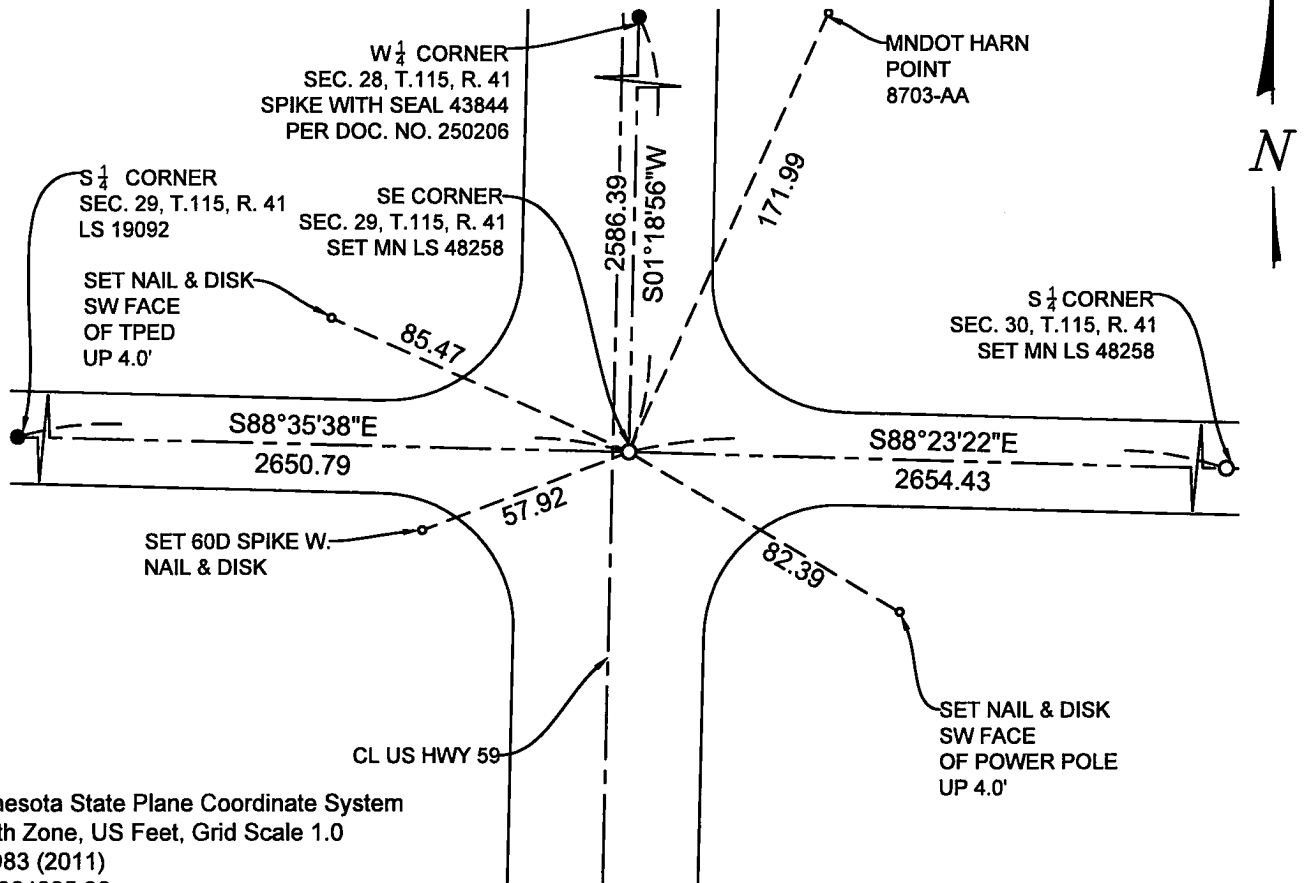 W 1/4 CORNER
SEC. 28, T.115, R. 41
SPIKE WITH SEAL 43844
PER DOC. NO. 250206
MNDOT HARN
POINT
8703-AA
N
S 1/4 CORNER
SEC. 29, T.115, R. 41
LS 19092
SE CORNER
SEC. 29, T.115, R. 41
SET MN LS 48258
2586.39
S01°18'56"W
171.99
SET NAIL & DISK
SW FACE
OF TPED
UP 4.0'
85.47
S 1/4 CORNER
SEC. 30, T.115, R. 41
SET MN LS 48258
S88°35'38"E
2650.79
S88°23'22"E
2654.43
57.92
SET 60D SPIKE W.
NAIL & DISK
82.39
CL US HWY 59
SET NAIL & DISK
SW FACE
OF POWER POLE
UP 4.0'
nesota State Plane Coordinate System
th Zone, US Feet, Grid Scale 1.0
983 (2011)